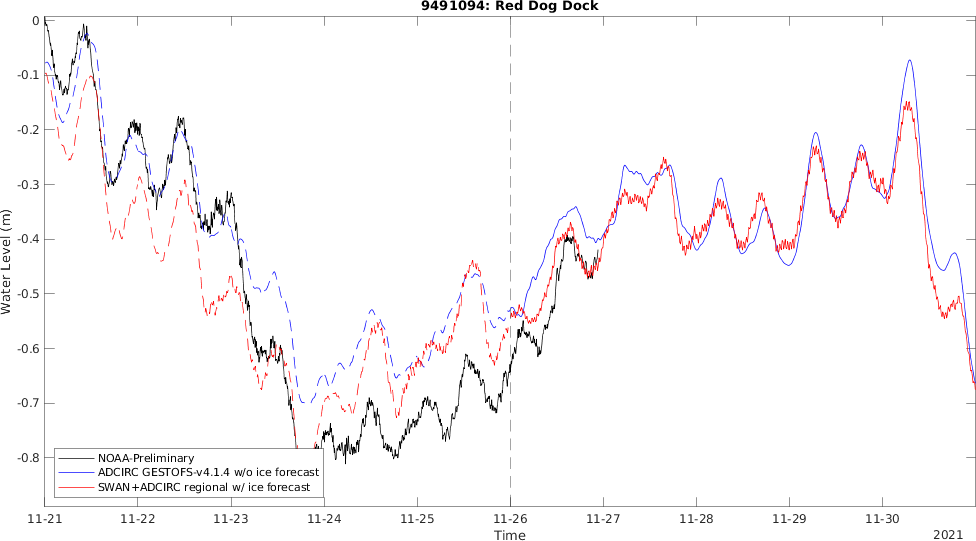 9491094: Red Dog Dock
0
-0.1
-0.2
-0.3
-0.4
-0.5
-0.6
-0.7
-0.8
Water Level (m)
NOAA-Preliminary
ADCIRC GESTOFS-v4.1.4 w/o ice forecast
SWAN+ADCIRC regional w/ ice forecast
11-21 11-22 11-23 11-24 11-25 11-26 11-27 11-28 11-29 11-30
Time
2021